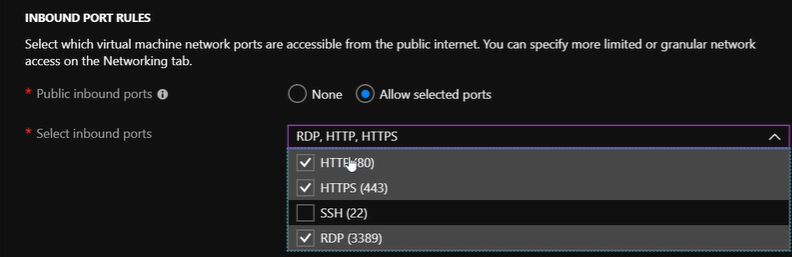 INBOUND PORT RULES
Select which virtual machine network ports are accessible from the public internet. You can specify more limited or granular network
access on the Networking tab.
* Public inbound ports
None
Allow selected ports
* Select inbound ports
RDP, HTTP, HTTPS
HTTP (80)
HTTPS (443)
SSH (22)
RDP (3389)